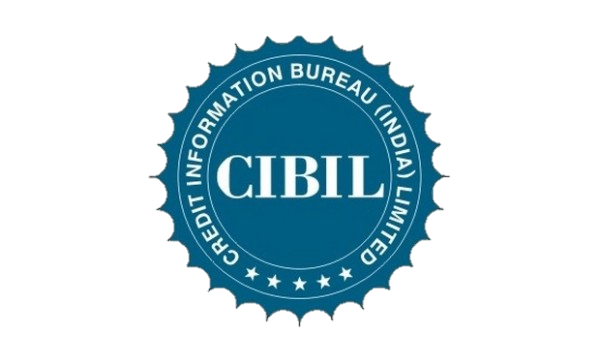 CREDIT INFORMATION BUREAU (INDIA) LIMITED
CIBIL